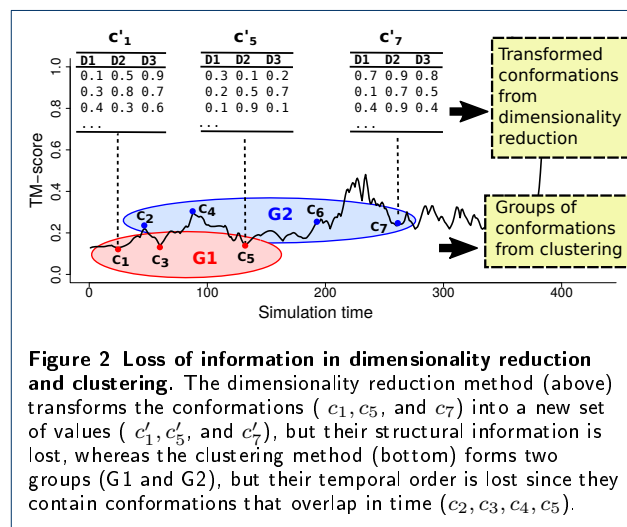 c'1 c'5 c'7
D1 D2 D3 D1 D2 D3 D1 D2 D3
0.1 0.5 0.9 0.3 0.1 0.2 0.7 0.9 0.8
0.3 0.8 0.7 0.2 0.5 0.7 0.1 0.7 0.5
0.4 0.3 0.6 0.1 0.9 0.1 0.4 0.9 0.4
... ... ...
Transformed
conformations
from
dimensionality
reduction
Groups of
conformations
from clustering
TM-score
1.0
0.8
0.6
0.4
0.2
0.0
c2 c4 G2 c6 c7
c1 c3 G1 c5
0 100 200 300 400
Simulation time
Figure 2 Loss of information in dimensionality reduction
and clustering. The dimensionality reduction method (above)
transforms the conformations ( c1, c5, and c7) into a new set
of values ( c′1, c′5, and c′7), but their structural information is
lost, whereas the clustering method (bottom) forms two
groups (G1 and G2), but their temporal order is lost since they
contain conformations that overlap in time (c2, c3, c4, c5).